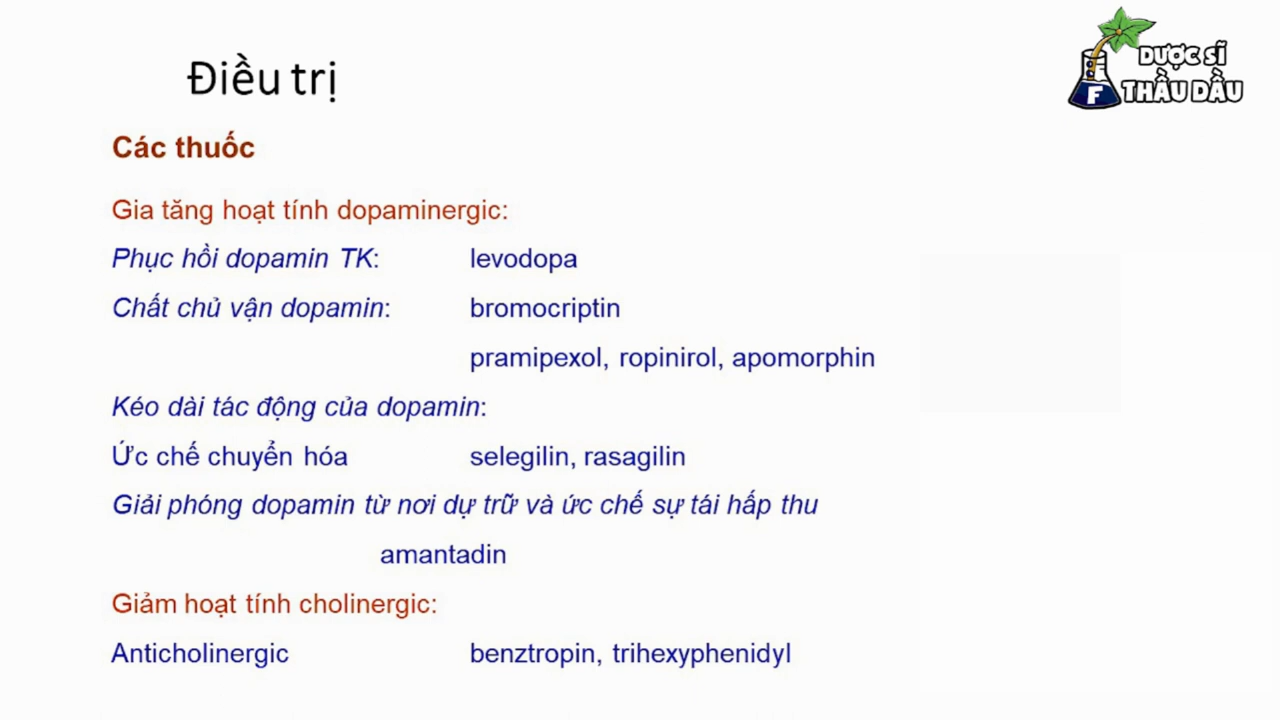 Điều trị
DƯỢC SĨ
THẦU DẦU
F
Các thuốc
Gia tăng hoạt tính dopaminergic:
Phục hồi dopamin TK: levodopa
Chất chủ vận dopamin: bromocriptin
pramipexol, ropinirol, apomorphin
Kéo dài tác động của dopamin:
Ức chế chuyển hóa selegilin, rasagilin
Giải phóng dopamin từ nơi dự trữ và ức chế sự tái hấp thu
amantadin
Giảm hoạt tính cholinergic:
Anticholinergic benztropin, trihexyphenidyl